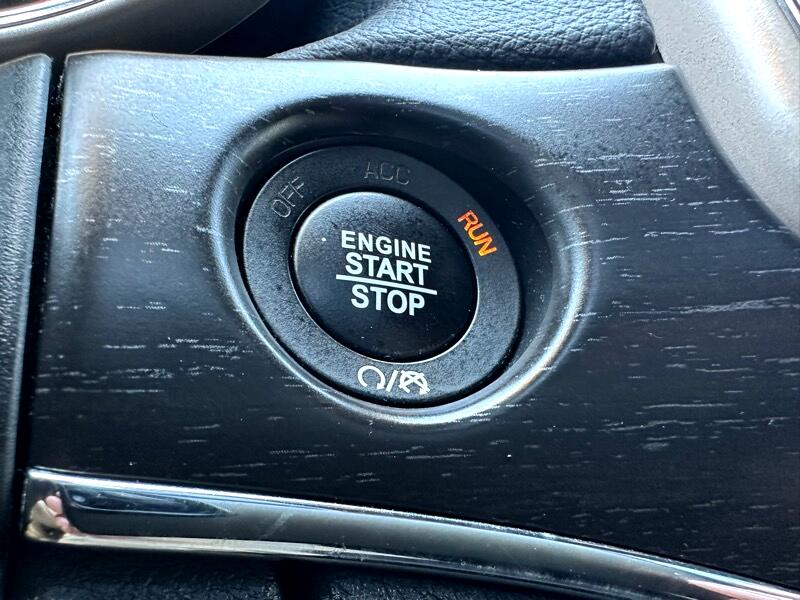 OFF
ACC
RUN
ENGINE
START
STOP